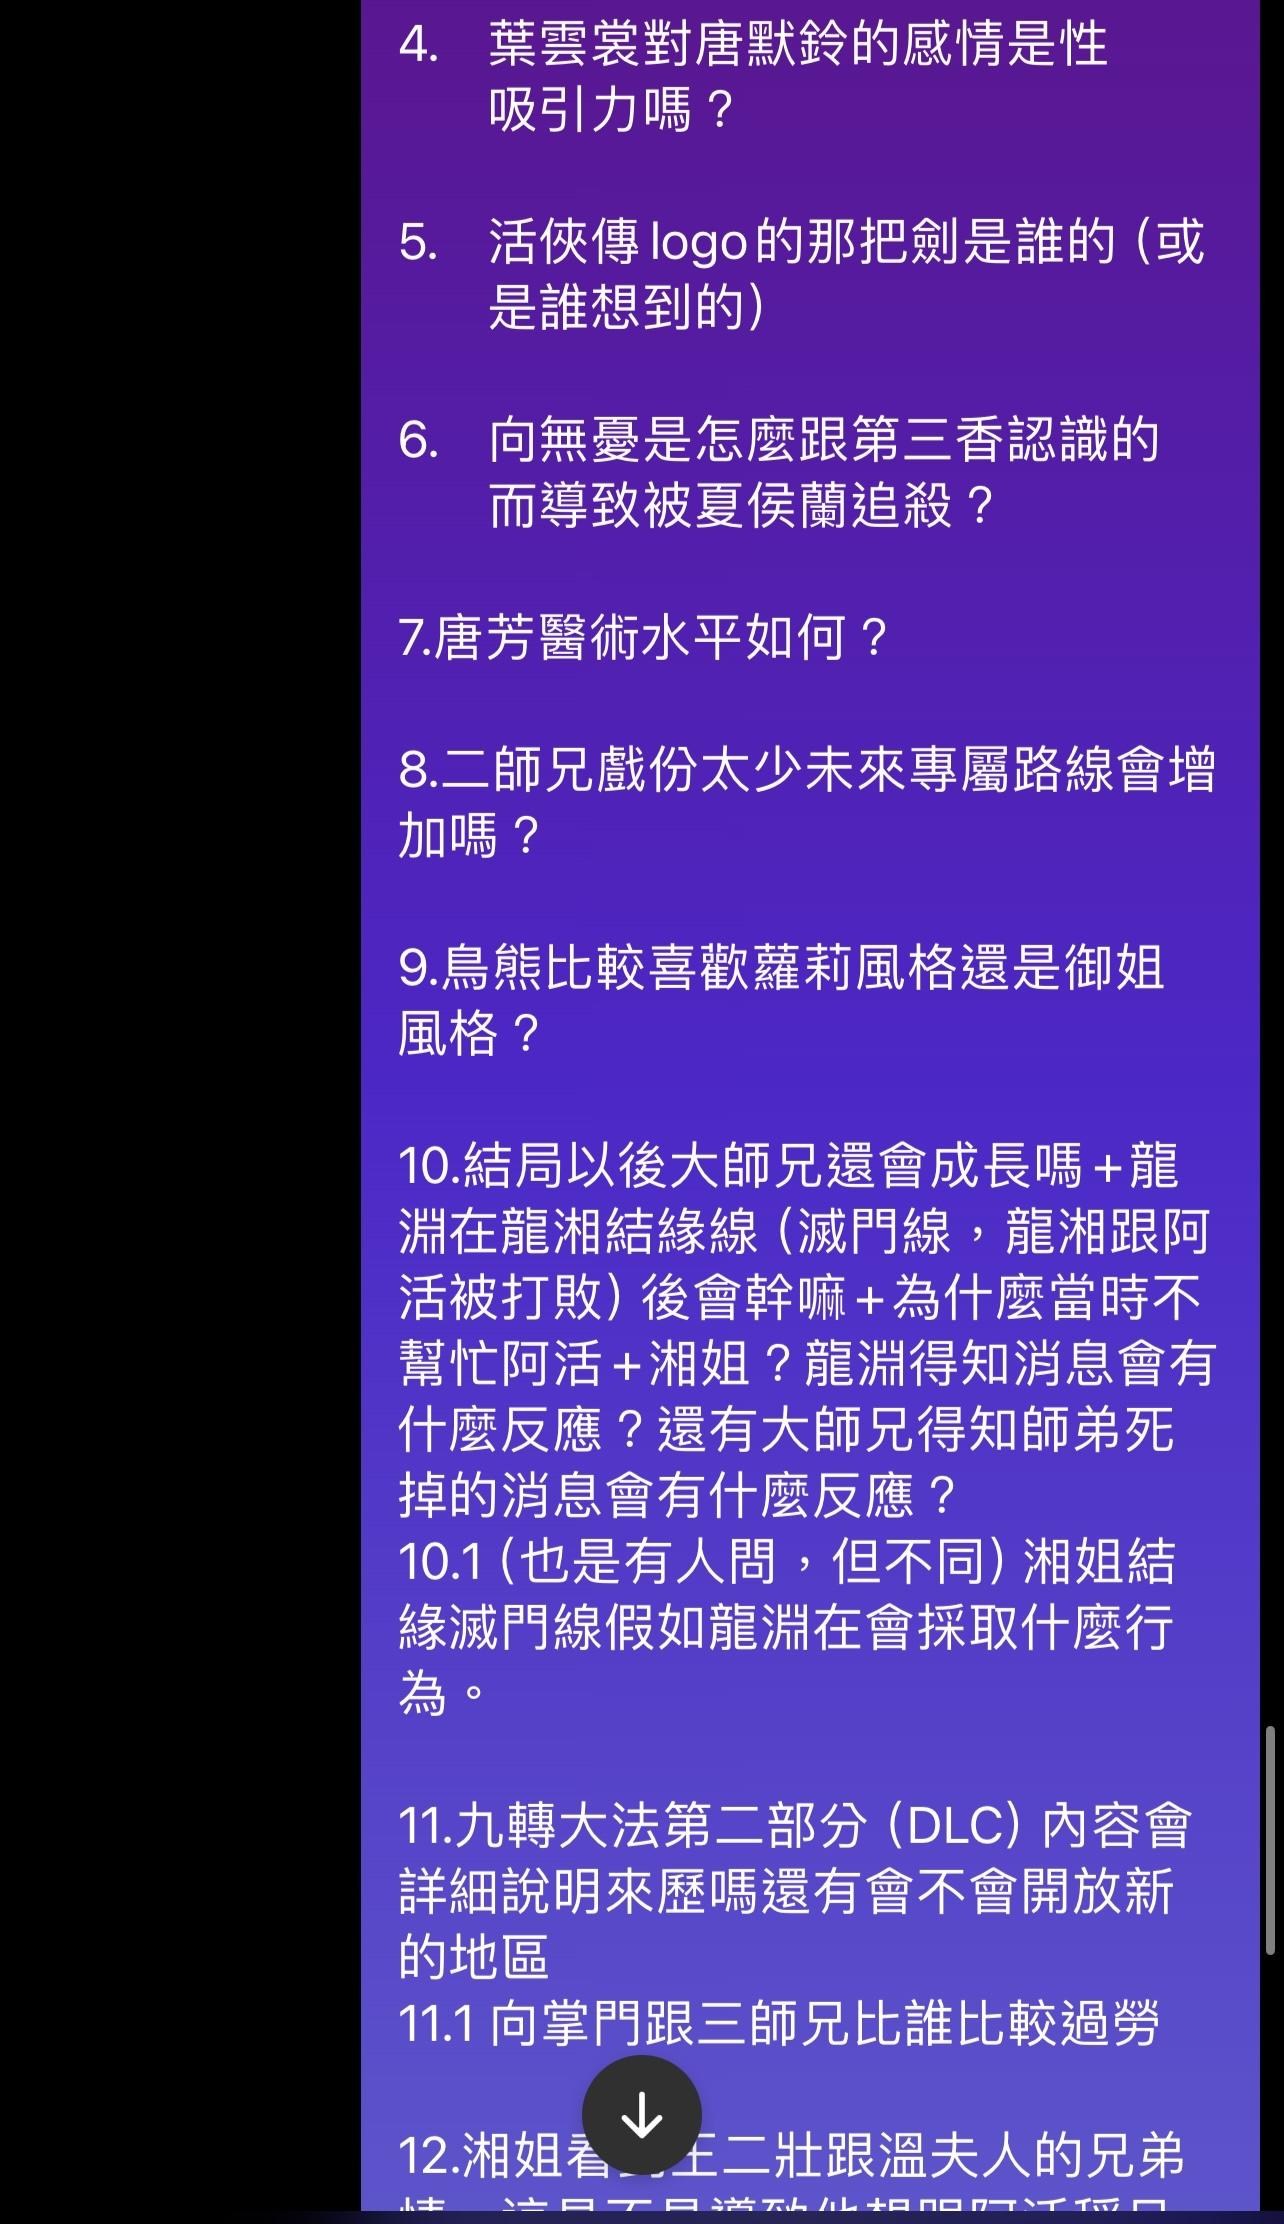 4. 葉雲裳對唐默鈴的感情是性
吸引力嗎？
5. 活俠傳logo的那把劍是誰的（或
是誰想到的）
6. 向無憂是怎麼跟第三香認識的
而導致被夏侯蘭追殺？
7.唐芳醫術水平如何？
8.二師兄戲份太少未來專屬路線會增
加嗎？
9.鳥熊比較喜歡蘿莉風格還是御姐
風格？
10.結局以後大師兄還會成長嗎+龍
淵在龍湘結緣線（滅門線，龍湘跟阿
活被打敗）後會幹嘛+為什麼當時不
幫忙阿活+湘姐？龍淵得知消息會有
什麼反應？還有大師兄得知師弟死
掉的消息會有什麼反應？
10.1（也是有人問，但不同）湘姐結
緣滅門線假如龍淵在會採取什麼行
為。
11.九轉大法第二部分（DLC）內容會
詳細說明來歷嗎還有會不會開放新
的地區
11.1 向掌門跟三師兄比誰比較過勞
12.湘姐看 王二壯跟溫夫人的兄弟